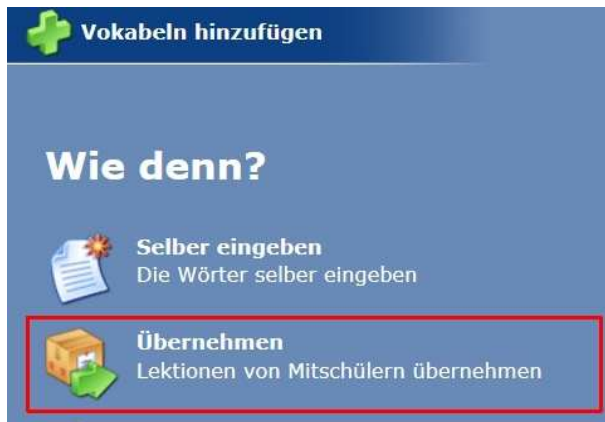 Vokabeln hinzufügen
Wie denn?
Selber eingeben
Die Wörter selber eingeben
Übernehmen
Lektionen von Mitschülern übernehmen